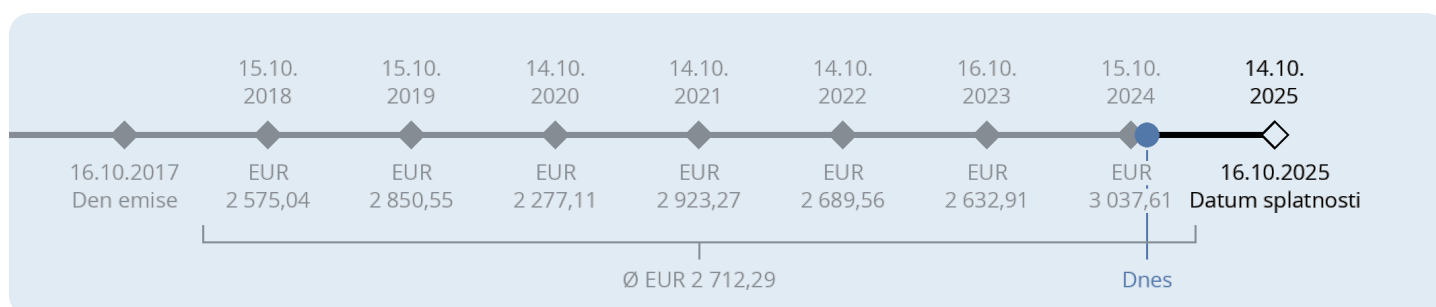 15.10.
2018
15.10.
2019
14.10.
2020
14.10.
2021
14.10.
2022
16.10.
2023
15.10.
2024
14.10.
2025
16.10.2017
Den emise
EUR
2 575,04
EUR
2 850,55
EUR
2 277,11
EUR
2 923,27
EUR
2 689,56
EUR
2 632,91
EUR
3 037,61
16.10.2025
Datum splatnosti
Ø EUR 2 712,29
Dnes